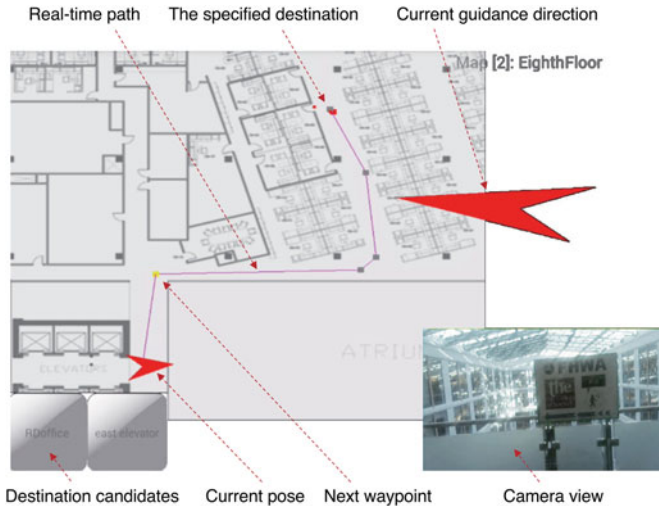 Real-time path The specified destination Current guidance direction
Map [2]: EighthFloor
ELEVATORS
ATRIUM
RDoffice east elevator
Destination candidates Current pose Next waypoint Camera view